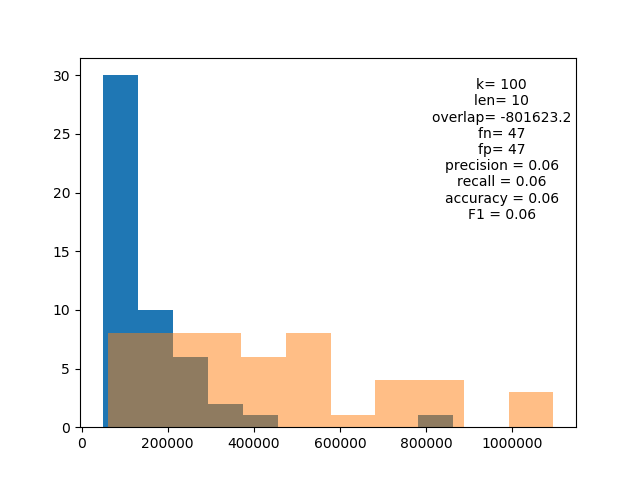 k= 100
len= 10
overlap= -801623.2
fn= 47
fp= 47
precision = 0.06
recall = 0.06
accuracy = 0.06
F1 = 0.06
30
25
20
15
10
5
0
0 200000 400000 600000 800000 1000000